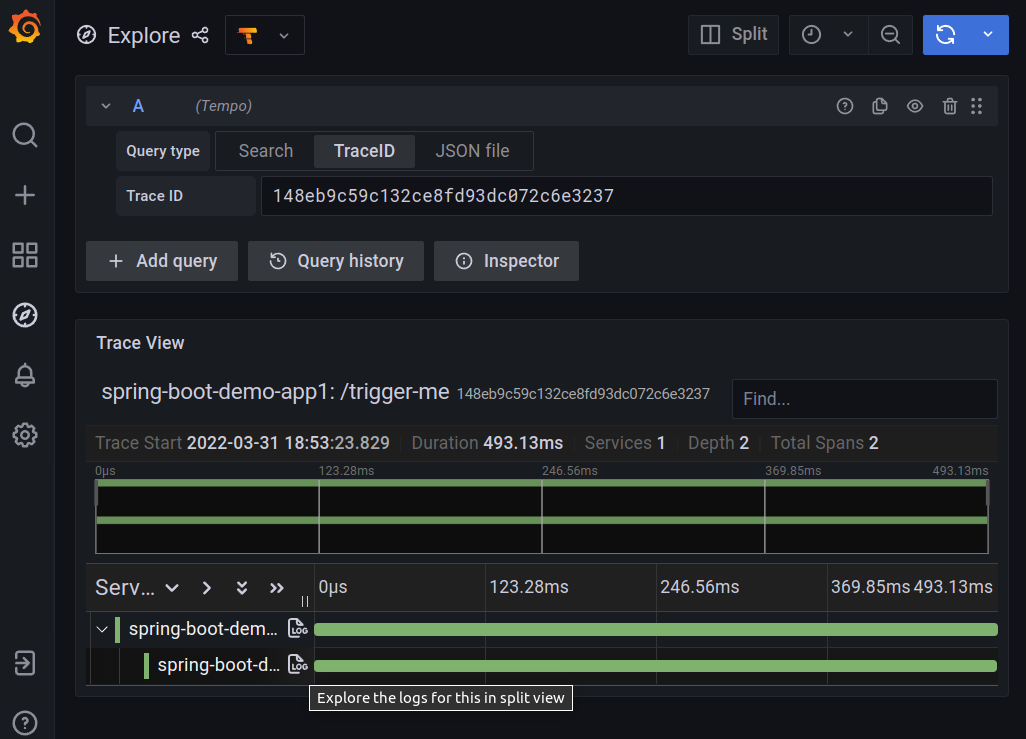 Explore
Split
A (Tempo)
Query type Search TraceID JSON file
Trace ID 148eb9c59c132ce8fd93dc072c6e3237
+ Add query Query history Inspector
Trace View
spring-boot-demo-app1: /trigger-me 148eb9c59c132ce8fd93dc072c6e3237 Find...
Trace Start 2022-03-31 18:53:23.829 Duration 493.13ms Services 1 Depth 2 Total Spans 2
0μs 123.28ms 246.56ms 369.85ms 493.13ms
Serv... 0μs 123.28ms 246.56ms 369.85ms 493.13ms
spring-boot-dem... LOG
spring-boot-d... LOG
Explore the logs for this in split view